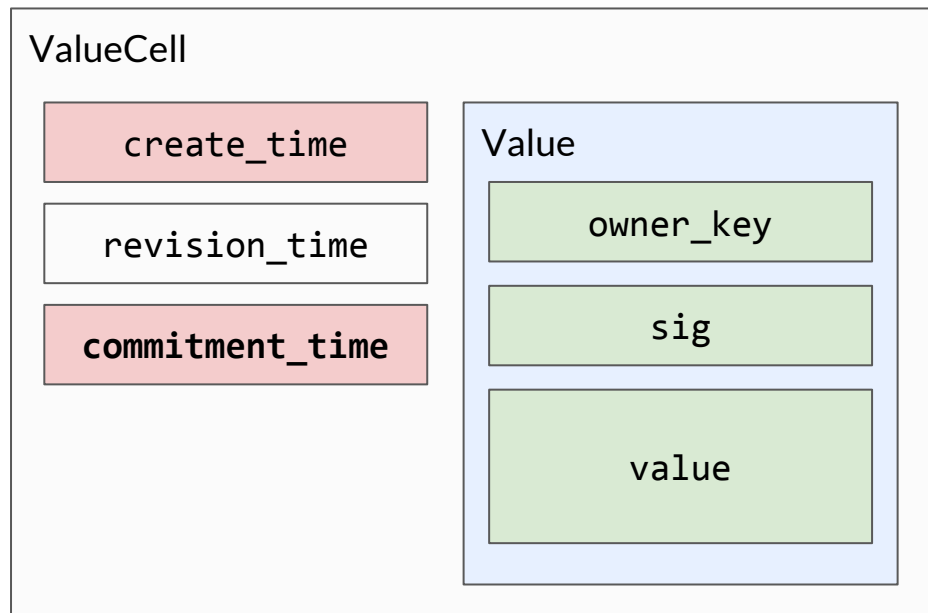 ValueCell
create_time
revision_time
commitment_time
Value
owner_key
sig
value